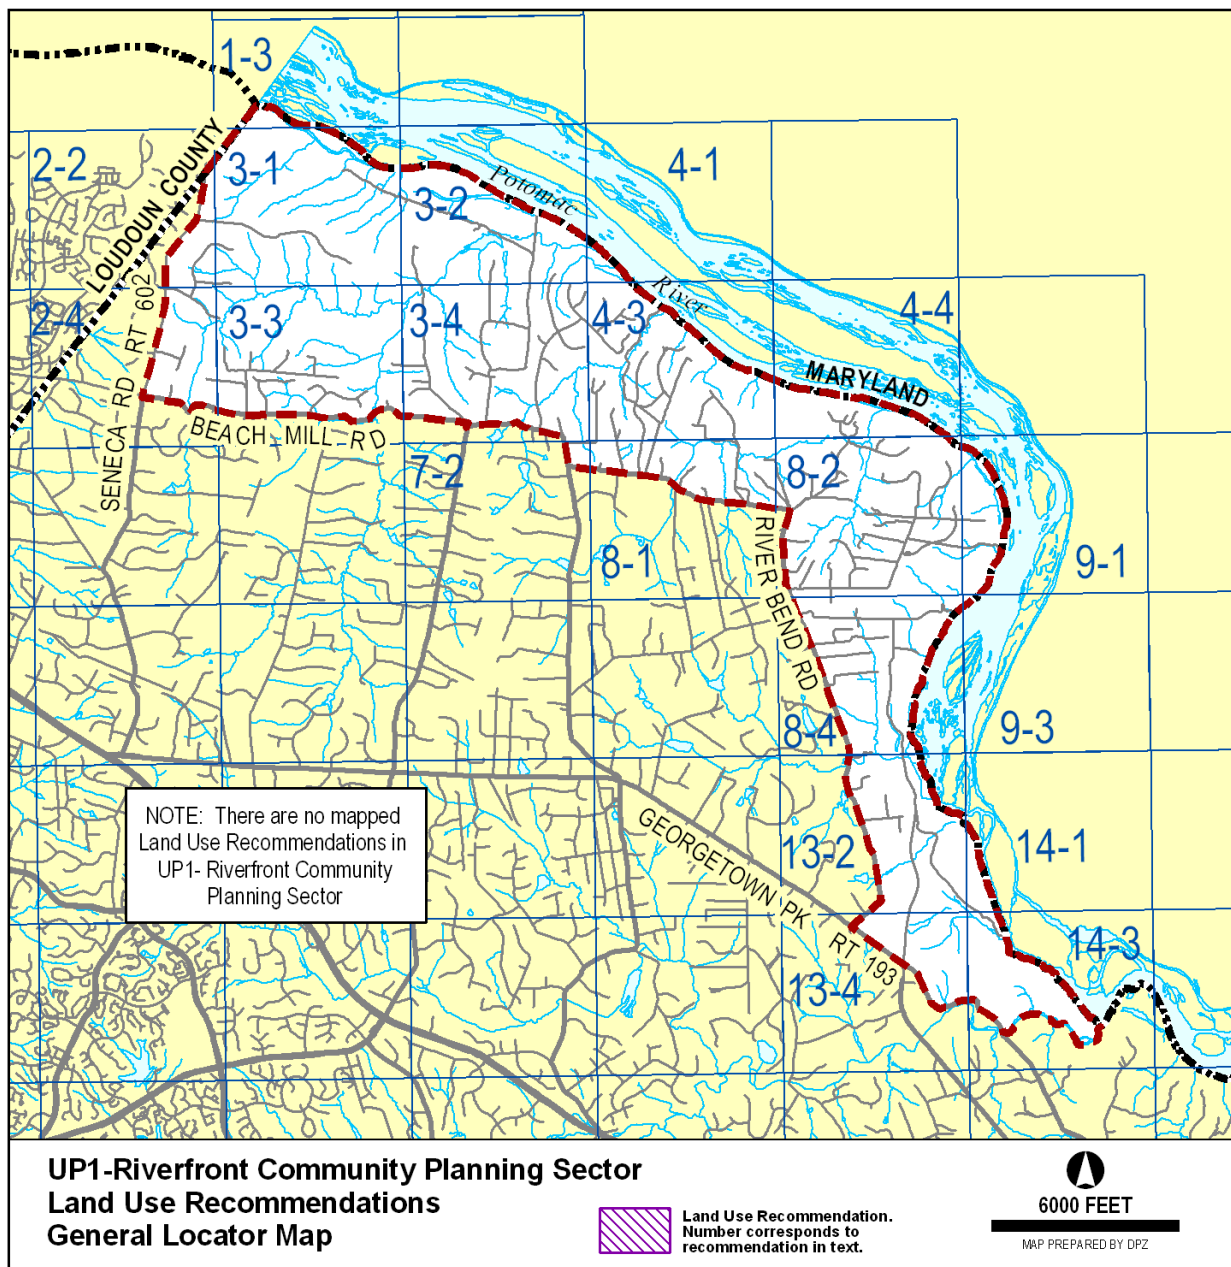 1-3
2-2
LOUDOUN COUNTY
3-1
3-2
Potomac
4-1
2-4
SENECA RD RT 602
3-3
3-4
4-3
River
4-4
MARYLAND
BEACH MILL RD
7-2
8-2
8-1
RIVER BEND RD
9-1
8-4
9-3
NOTE: There are no mapped
Land Use Recommendations in
UP1- Riverfront Community
Planning Sector
GEORGETOWN PK RT 193
13-2
14-1
14-3
13-4
UP1-Riverfront Community Planning Sector
Land Use Recommendations
General Locator Map
Land Use Recommendation.
Number corresponds to
recommendation in text.
6000 FEET
MAP PREPARED BY DPZ